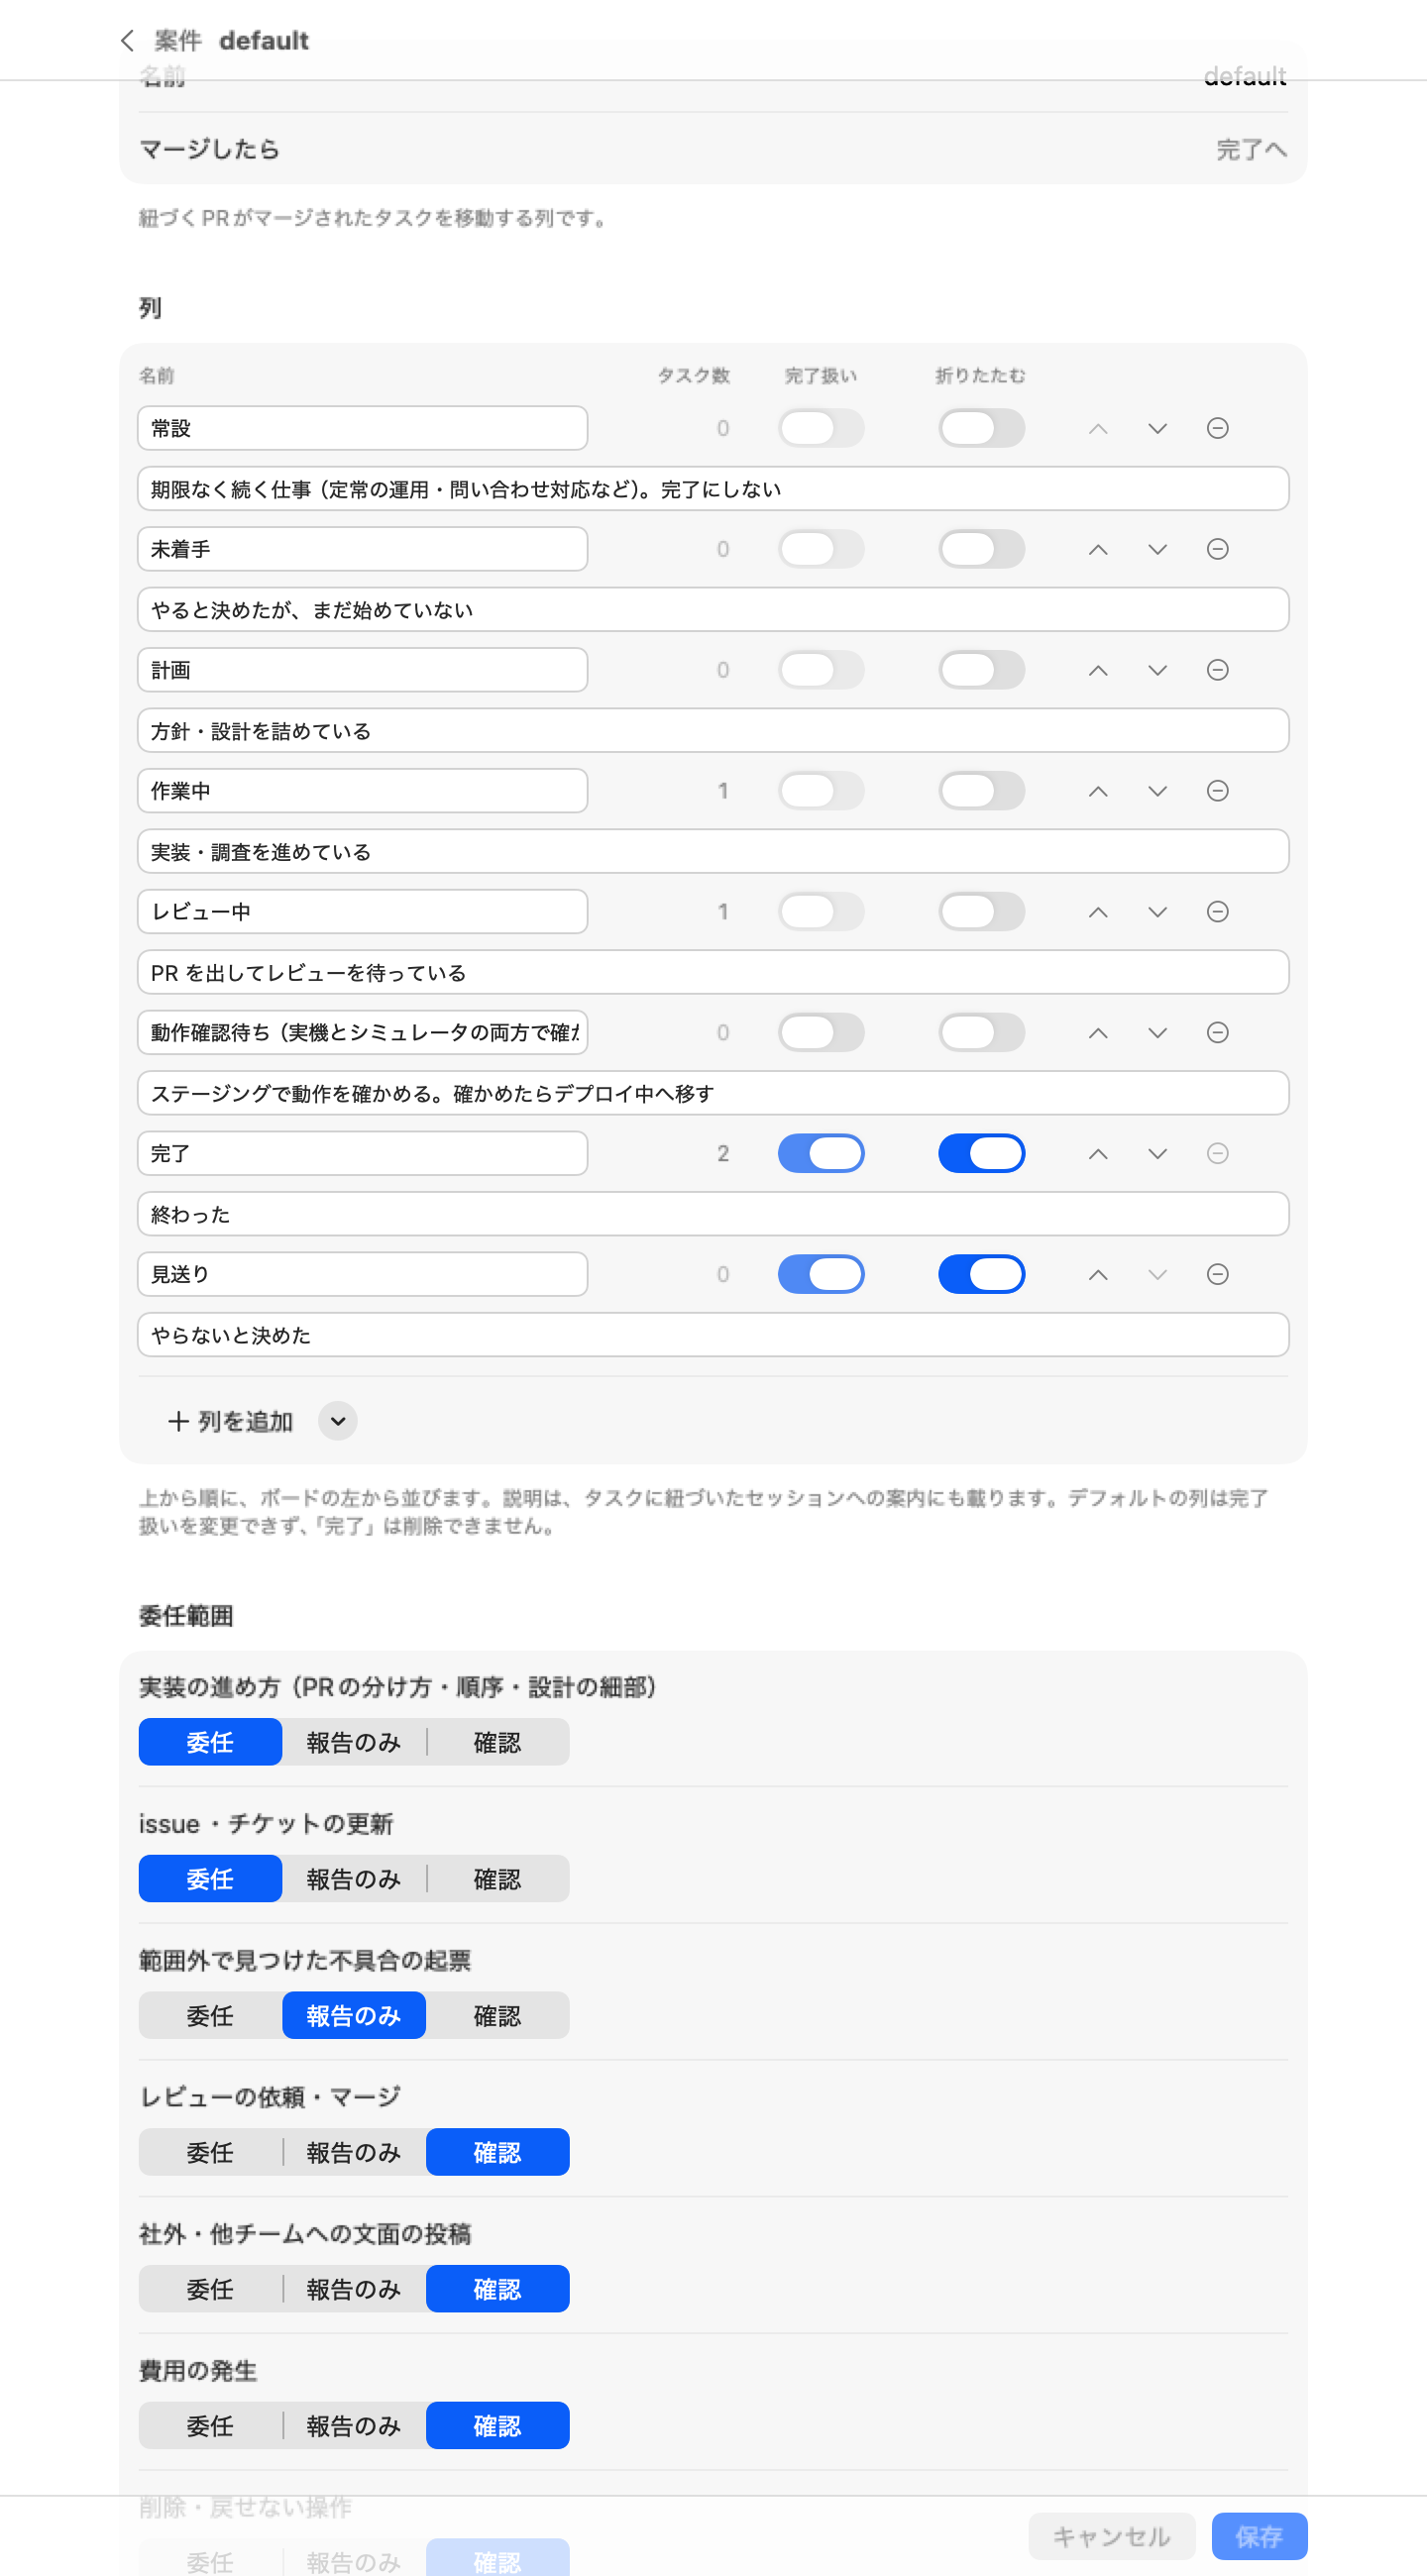 案件 default
名前 default
マージしたら 完了へ
紐づくPRがマージされたタスクを移動する列です。
列
名前 タスク数 完了扱い 折りたたむ
常設 0
期限なく続く仕事（定常の運用・問い合わせ対応など）。完了にしない
未着手 0
やると決めたが、まだ始めていない
計画 0
方針・設計を詰めている
作業中 1
実装・調査を進めている
レビュー中 1
PR を出してレビューを待っている
動作確認待ち（実機とシミュレータの両方で確 0
ステージングで動作を確かめる。確かめたらデプロイ中へ移す
完了 2
終わった
見送り 0
やらないと決めた
列を追加
上から順に、ボードの左から並びます。説明は、タスクに紐づいたセッションへの案内にも載ります。デフォルトの列は完了
扱いを変更できず、「完了」は削除できません。
委任範囲
実装の進め方（PRの分け方・順序・設計の細部）
委任 報告のみ 確認
issue・チケットの更新
委任 報告のみ 確認
範囲外で見つけた不具合の起票
委任 報告のみ 確認
レビューの依頼・マージ
委任 報告のみ 確認
社外・他チームへの文面の投稿
委任 報告のみ 確認
費用の発生
委任 報告のみ 確認
削除・戻せない操作
委任 報告のみ 確認
キャンセル 保存